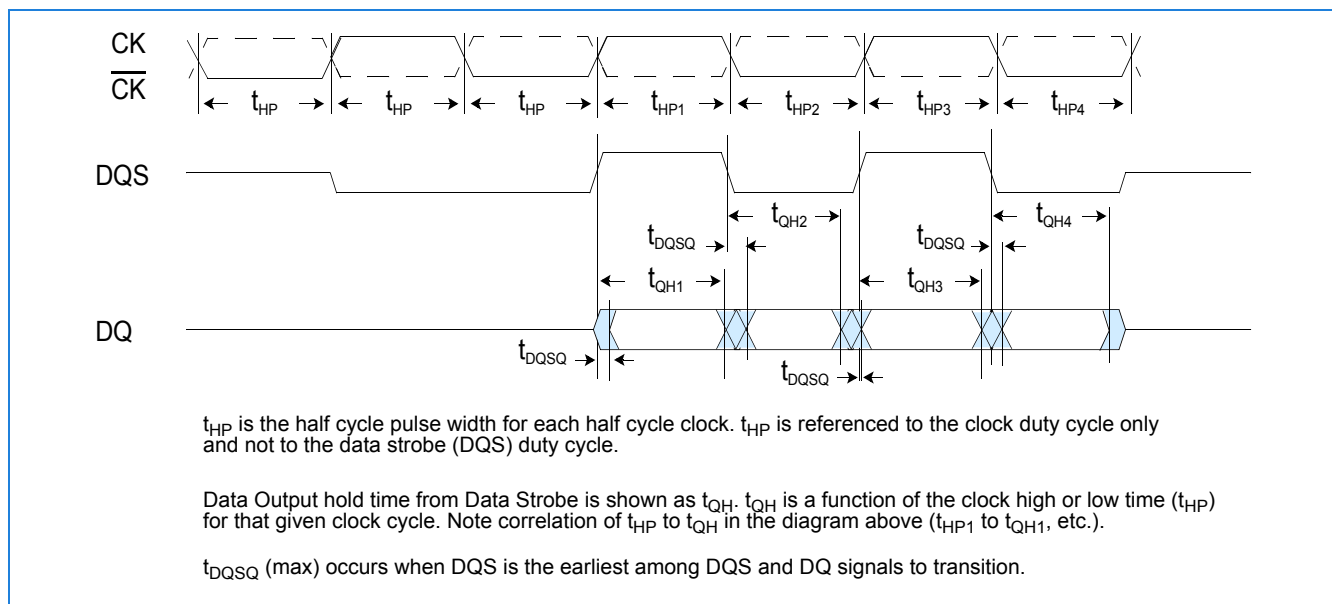 CK
CK
tHP tHP tHP tHP1 tHP2 tHP3 tHP4
DQS
tQH2 tQH4
tDQSQ tDQSQ
tQH1 tQH3
DQ
tDQSQ tDQSQ
tHP is the half cycle pulse width for each half cycle clock. tHP is referenced to the clock duty cycle only
and not to the data strobe (DQS) duty cycle.
Data Output hold time from Data Strobe is shown as tQH. tQH is a function of the clock high or low time (tHP)
for that given clock cycle. Note correlation of tHP to tQH in the diagram above (tHP1 to tQH1, etc.).
tDQSQ (max) occurs when DQS is the earliest among DQS and DQ signals to transition.